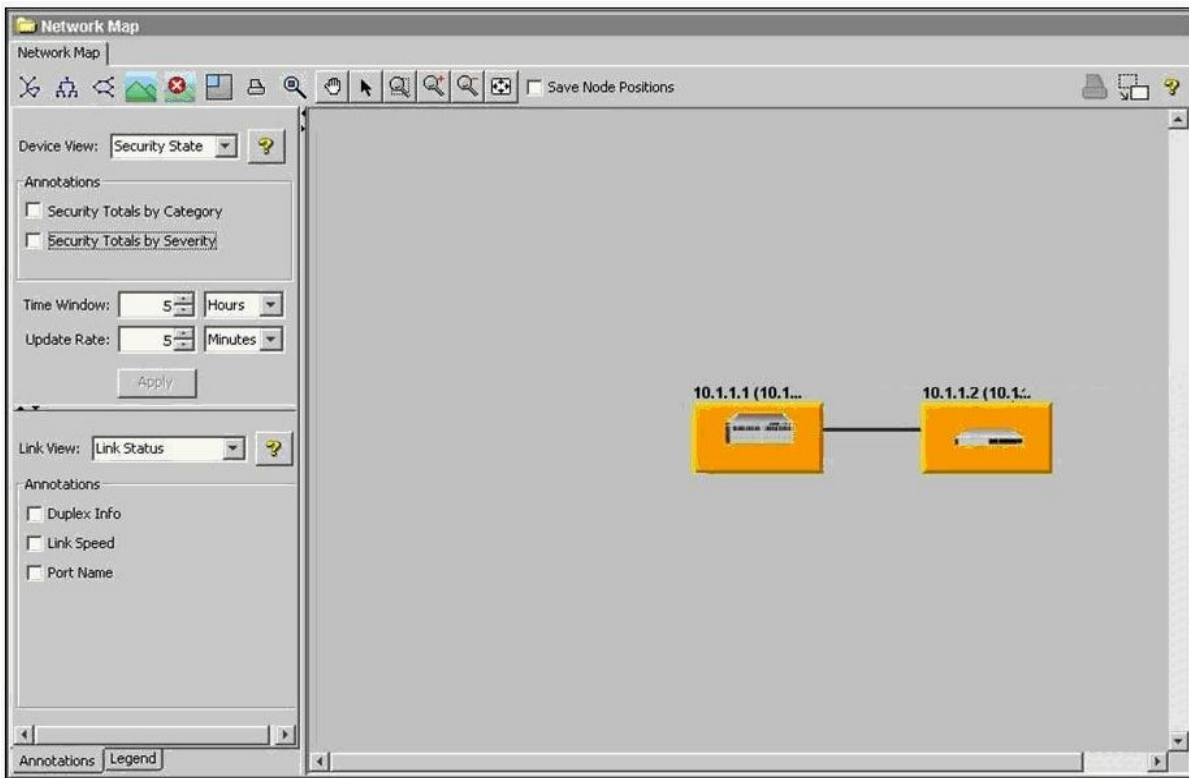 Network Map
Network Map
Save Node Positions
Device View: Security State
Annotations
Security Totals by Category
Security Totals by Severity
Time Window: 5 Hours
Update Rate: 5 Minutes
Apply
10.1.1.1 (10.1... 10.1.1.2 (10.1...
Link View: Link Status
Annotations
Duplex Info
Link Speed
Port Name
Annotations Legend